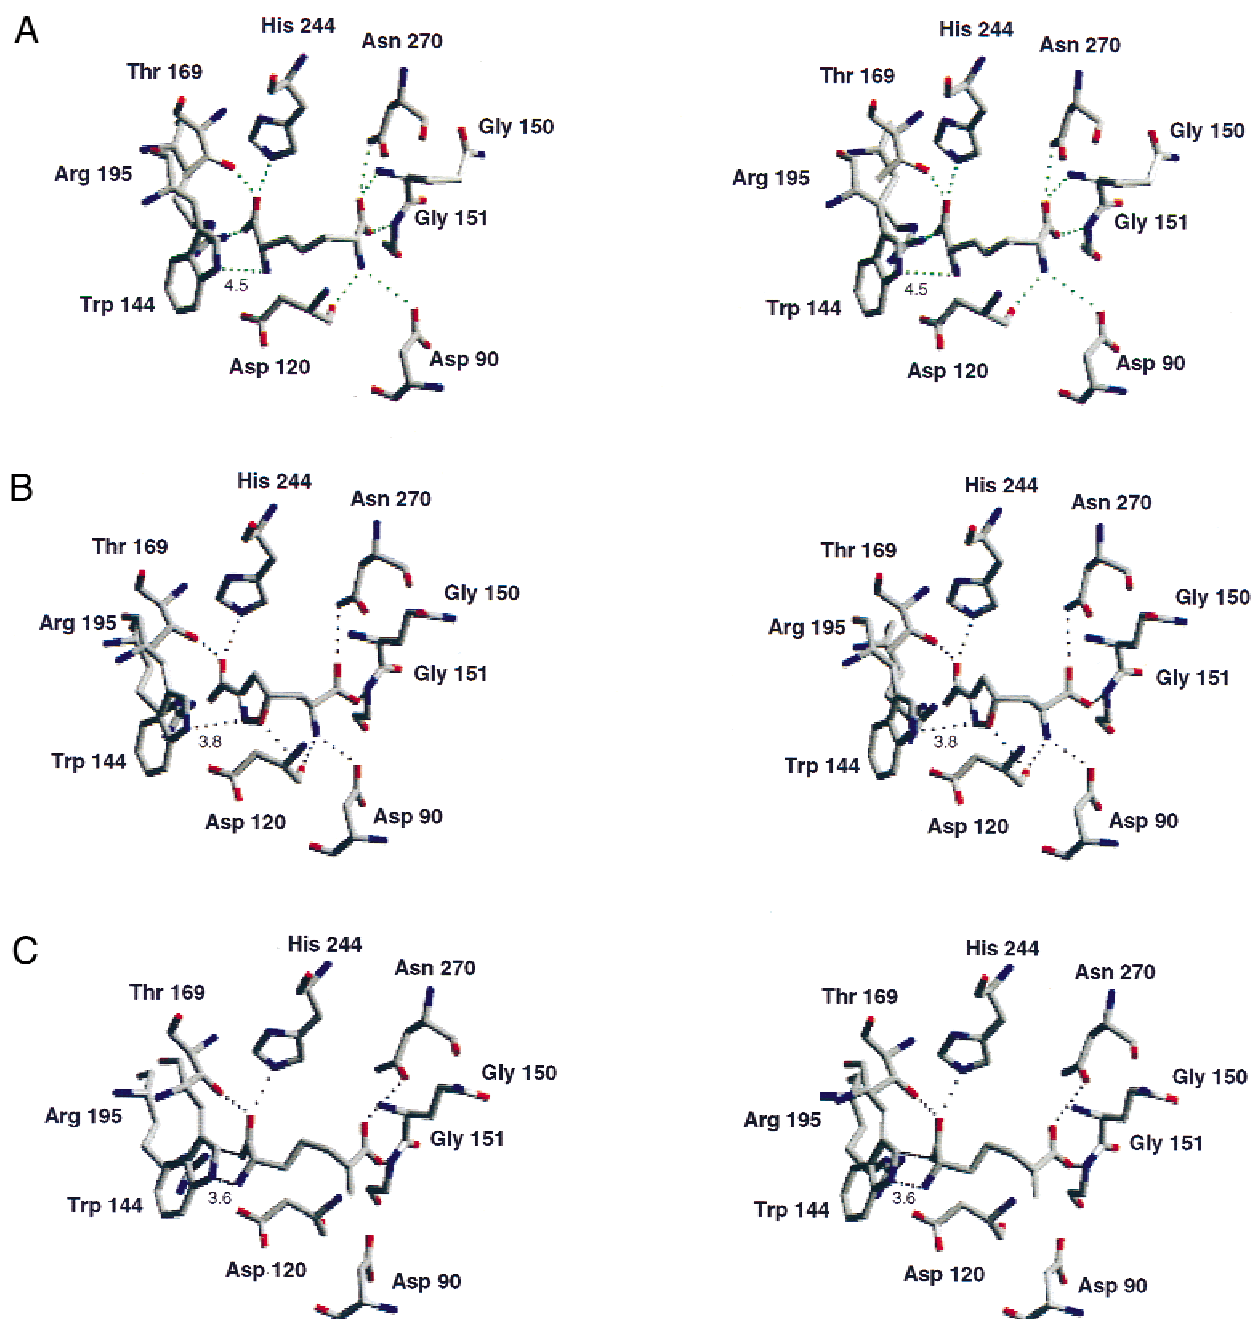 A
His 244
Asn 270
Thr 169
Gly 150
Arg 195
Gly 151
4.5
Trp 144
Asp 120
Asp 90
His 244
Asn 270
Thr 169
Gly 150
Arg 195
Gly 151
4.5
Trp 144
Asp 120
Asp 90
B
His 244
Asn 270
Thr 169
Gly 150
Arg 195
Gly 151
3.8
Trp 144
Asp 120
Asp 90
His 244
Asn 270
Thr 169
Gly 150
Arg 195
Gly 151
3.8
Trp 144
Asp 120
Asp 90
C
His 244
Asn 270
Thr 169
Gly 150
Arg 195
Gly 151
3.6
Trp 144
Asp 120
Asp 90
His 244
Asn 270
Thr 169
Gly 150
Arg 195
Gly 151
3.6
Trp 144
Asp 120
Asp 90